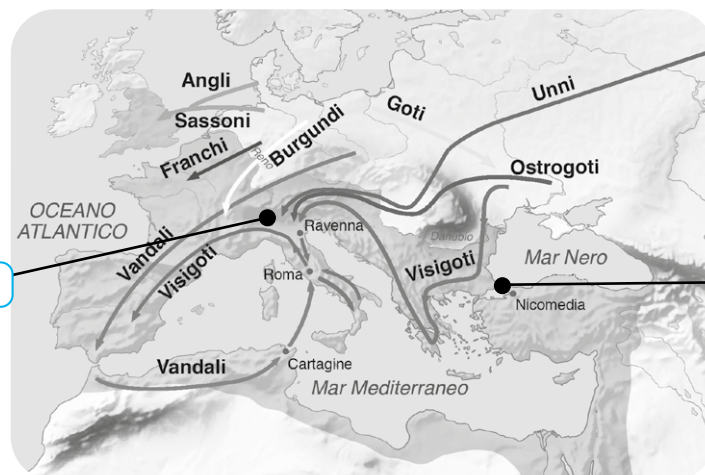 Angli
Sassoni
Franchi
Reno
Burgundi
Goti
Unni
Ostrogoti
OCEANO
ATLANTICO
Vandali
Visigoti
Ravenna
Roma
Danubio
Visigoti
Mar Nero
Nicomedia
Vandali
Cartagine
Mar Mediterraneo